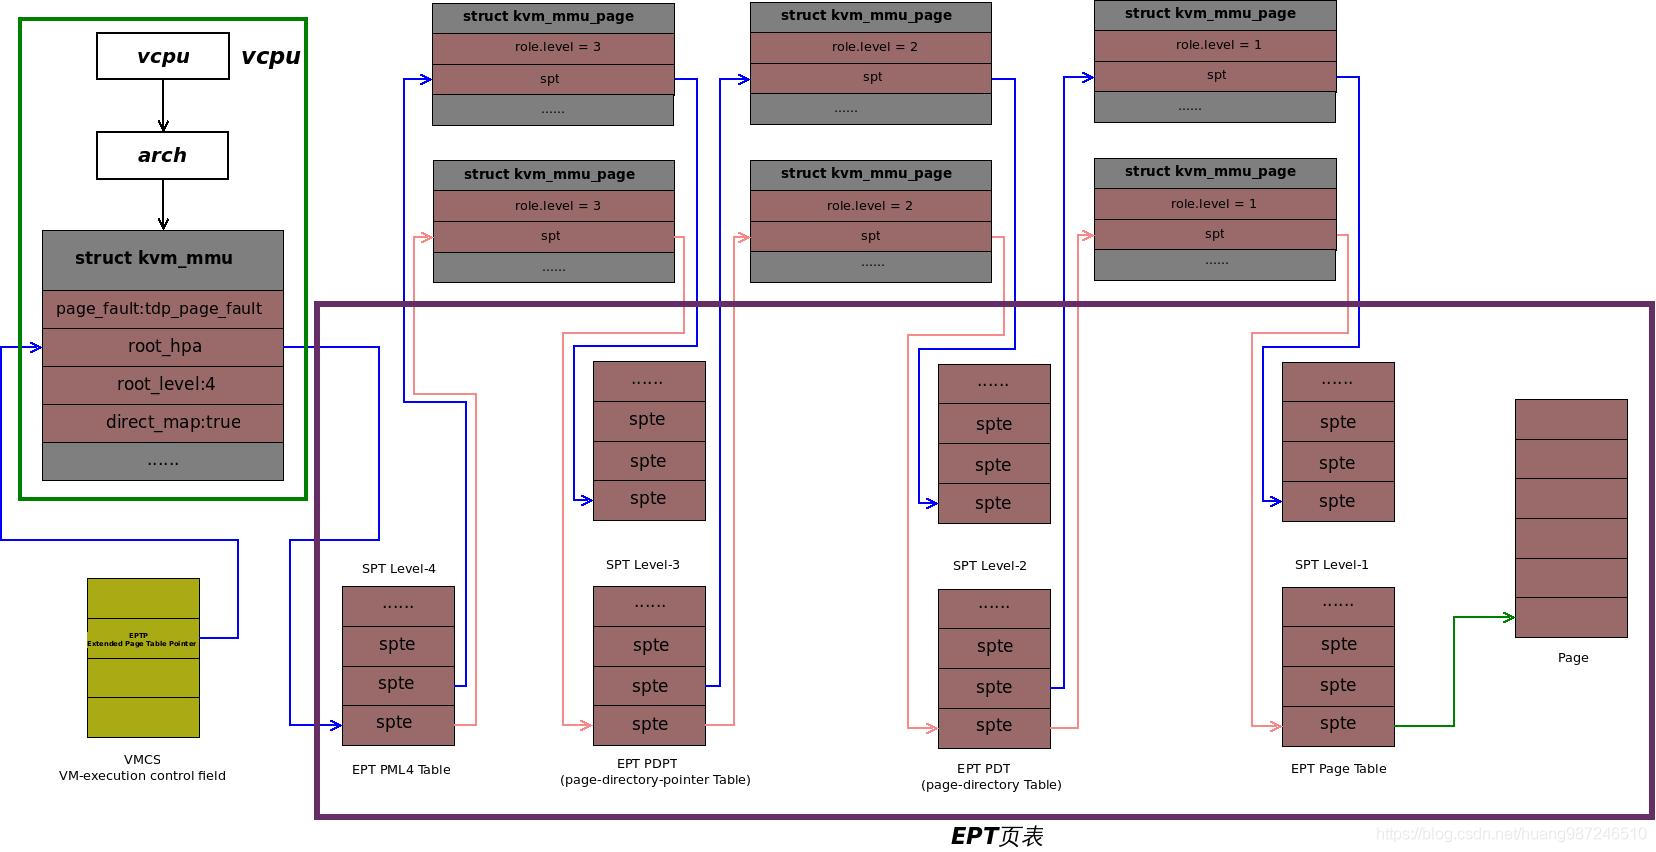 vcpu
vcpu
arch
struct kvm_mmu
page_fault:tdp_page_fault
root_hpa
root_level:4
direct_map:true
......
EPTP
Extended Page Table Pointer
VMCS
VM-execution control field
struct kvm_mmu_page
role.level = 3
spt
......
struct kvm_mmu_page
role.level = 2
spt
......
struct kvm_mmu_page
role.level = 1
spt
......
struct kvm_mmu_page
role.level = 3
spt
......
struct kvm_mmu_page
role.level = 2
spt
......
struct kvm_mmu_page
role.level = 1
spt
......
......
spte
spte
spte
......
spte
spte
spte
......
spte
spte
spte
SPT Level-4
SPT Level-3
SPT Level-2
SPT Level-1
......
spte
spte
spte
EPT PML4 Table
......
spte
spte
spte
EPT PDPT
(page-directory-pointer Table)
......
spte
spte
spte
EPT PDT
(page-directory Table)
......
spte
spte
spte
EPT Page Table
Page
EPT页表
https://blog.csdn.net/huang987246510